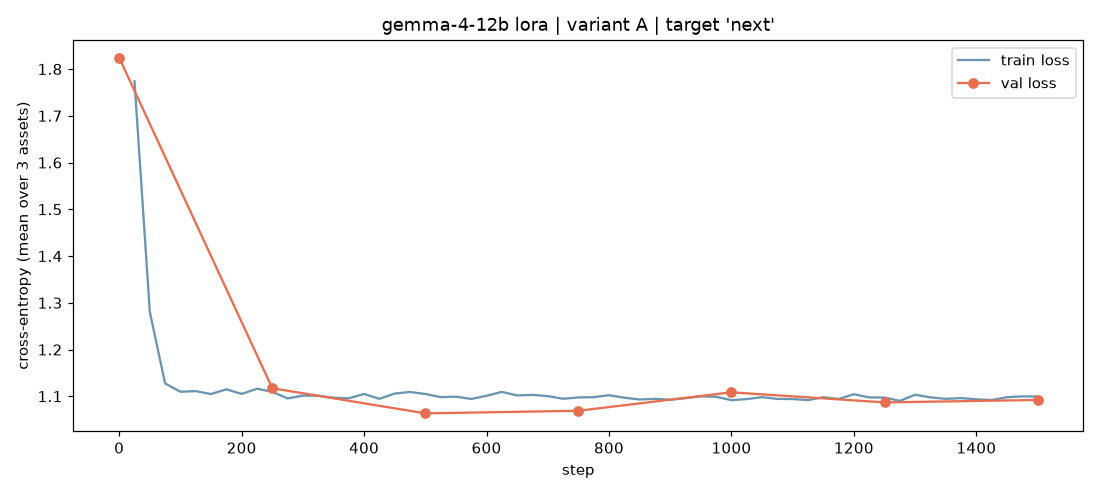 gemma-4-12b lora | variant A | target 'next'
train loss
val loss
cross-entropy (mean over 3 assets)
1.8
1.7
1.6
1.5
1.4
1.3
1.2
1.1
0 200 400 600 800 1000 1200 1400
step